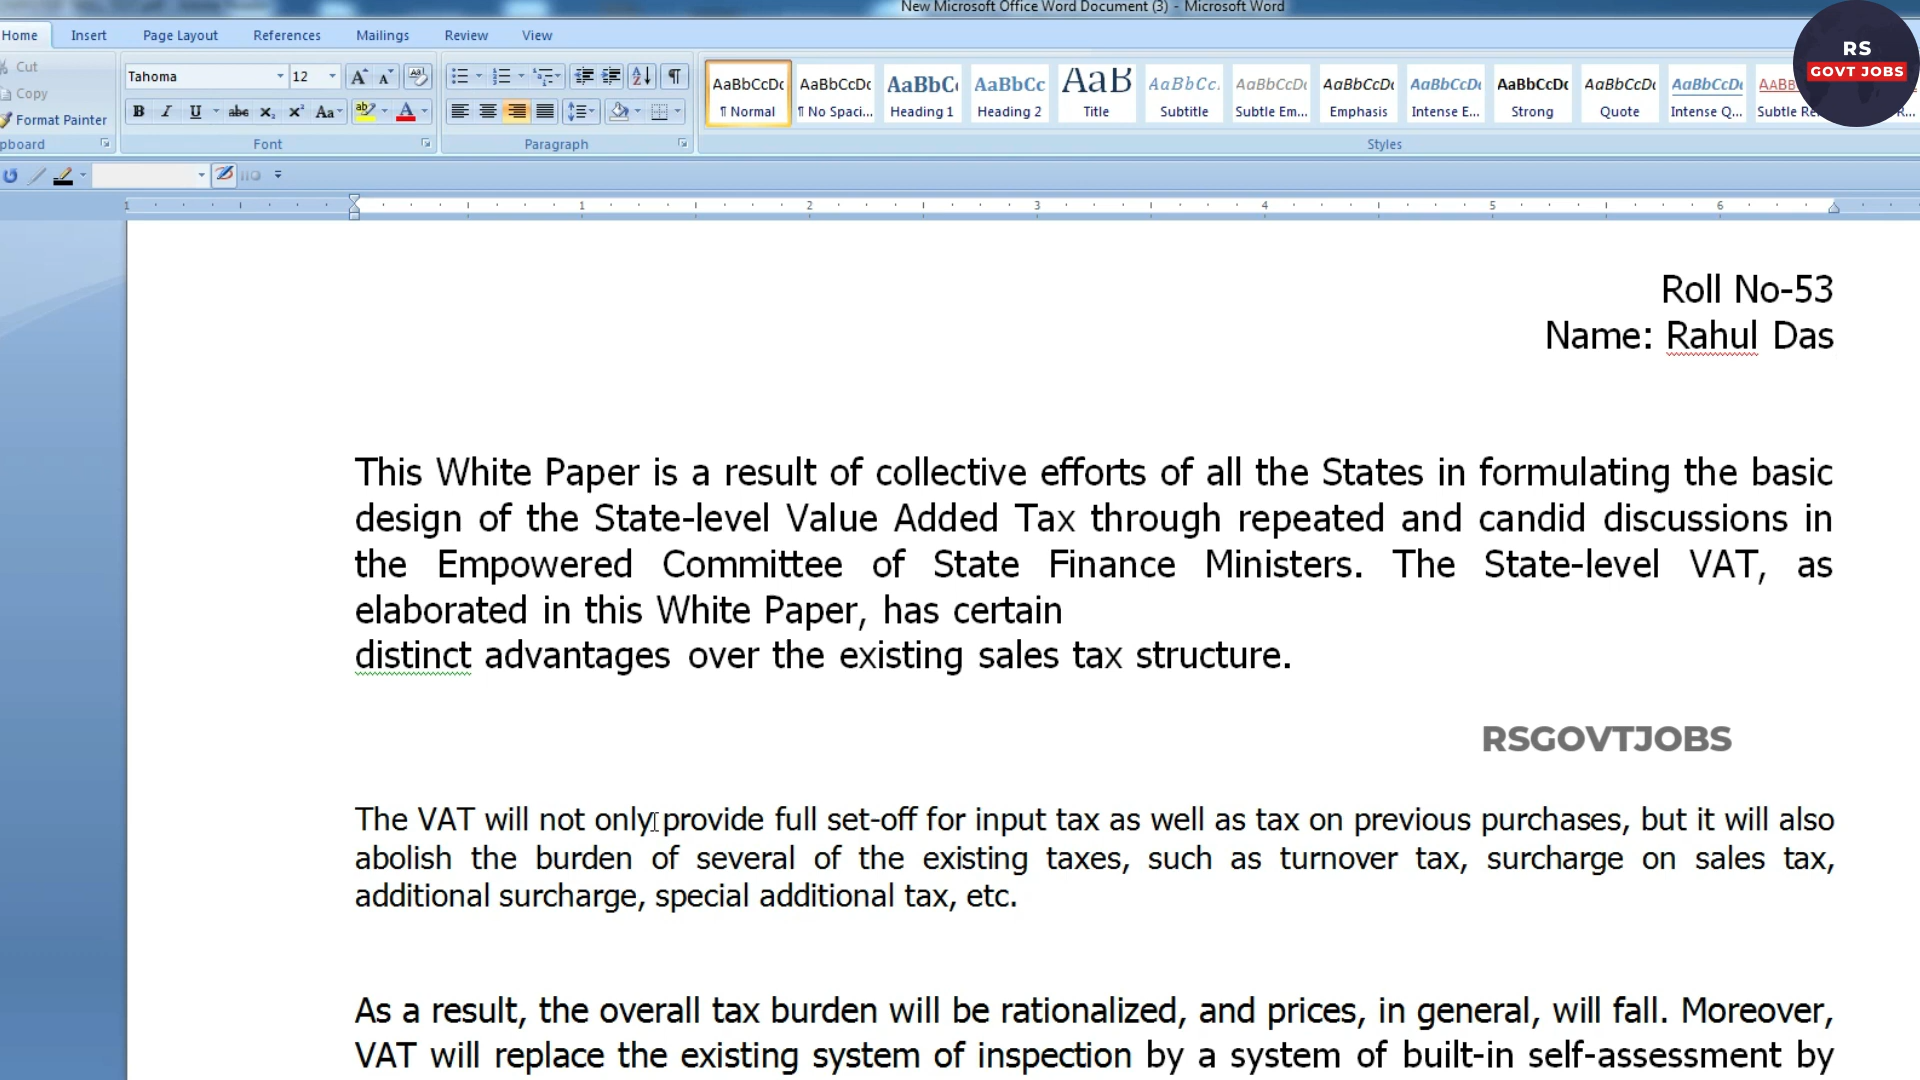 New Microsoft Office Word Document (3) - Microsoft Word
Home Insert Page Layout References Mailings Review View
RS
GOVT JOBS
Cut
Copy
Format Painter
pboard
Tahoma 12
Font
Paragraph
AaBbCcDc AaBbCcDc AaBbC AaBbCc AaB AaBbCc. AaBbCcDc AaBbCcDc AaBbCcDc AaBbCcDc AaBbCcDc AaBbCcDc AABB
¶ Normal ¶ No Spaci... Heading 1 Heading 2 Title Subtitle Subtle Em... Emphasis Intense E... Strong Quote Intense Q... Subtle Re
Styles
1 1 2 3 4 5 6
Roll No-53
Name: Rahul Das
This White Paper is a result of collective efforts of all the States in formulating the basic
design of the State-level Value Added Tax through repeated and candid discussions in
the Empowered Committee of State Finance Ministers. The State-level VAT, as
elaborated in this White Paper, has certain
distinct advantages over the existing sales tax structure.
RSGOVTJOBS
The VAT will not only provide full set-off for input tax as well as tax on previous purchases, but it will also
abolish the burden of several of the existing taxes, such as turnover tax, surcharge on sales tax,
additional surcharge, special additional tax, etc.
As a result, the overall tax burden will be rationalized, and prices, in general, will fall. Moreover,
VAT will replace the existing system of inspection by a system of built-in self-assessment by